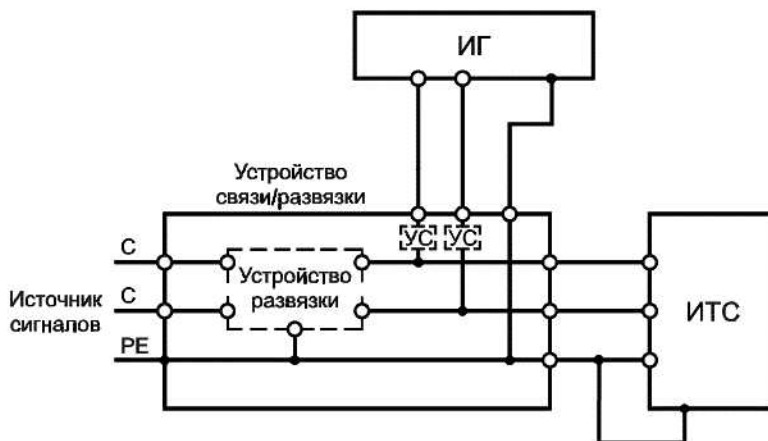 ИГ
Устройство
связи/развязки
УС УС
С
Устройство
развязки
Источник
сигналов
С
ИТС
PE